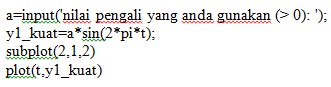 a=input('nilai pengali yang anda gunakan (> 0): ');
y1_kuat=a*sin(2*pi*t);
subplot(2,1,2)
plot(t,y1_kuat)